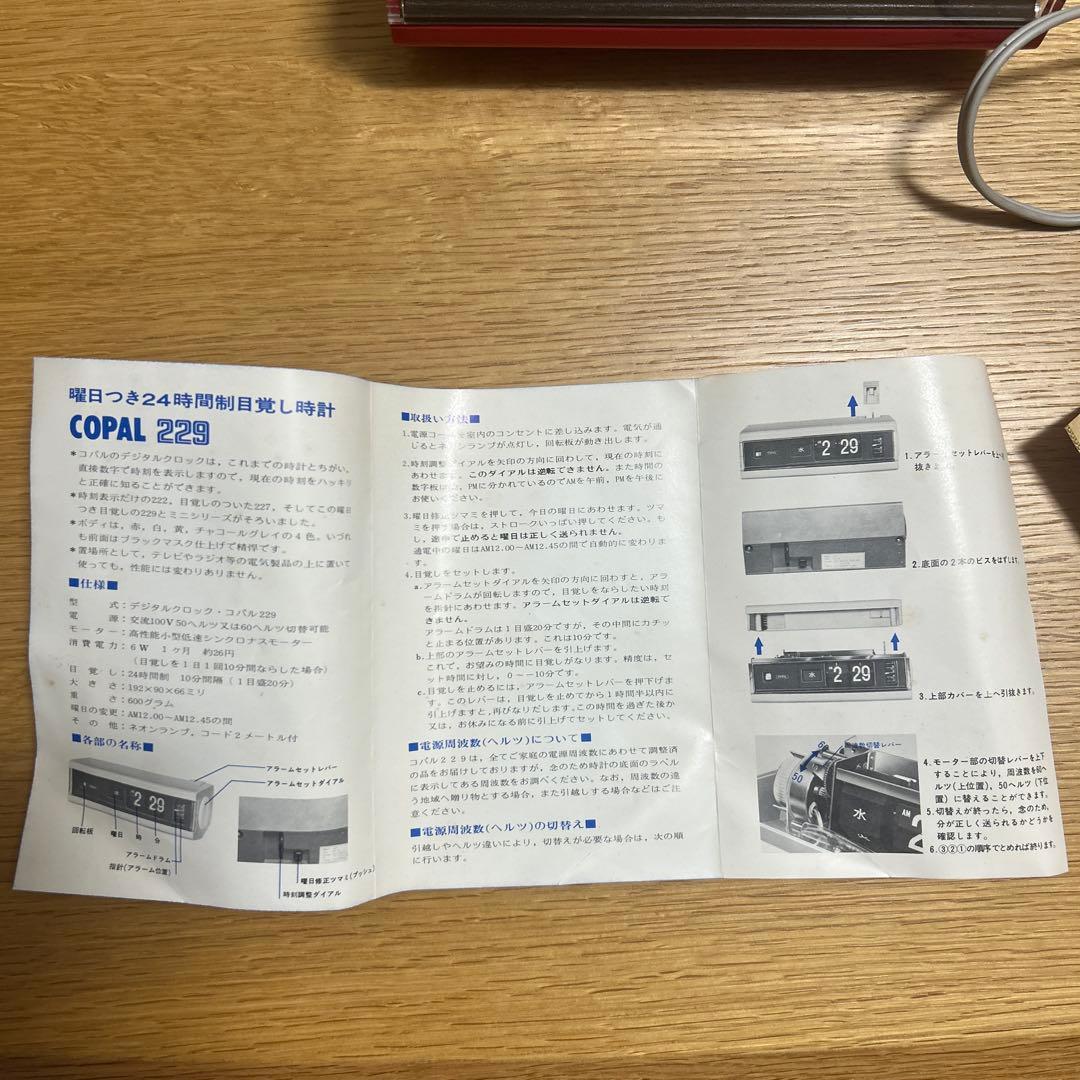 曜日つき24時間制目覚し時計
COPAL 229
*コパルのデジタルクロックは，これまでの時計とちがい，
直接数字で時刻を表示しますので，現在の時刻をハッキリ
と正確に知ることができます。
*時刻表示だけの222，目覚しのついた227，そしてこの曜日
つき目覚しの229とミニシリーズがそろいました。
*ボディは，赤，白，黄，チャコールグレイの4色。いづれ
も前面はブラックマスク仕上げで精悍です。
*置場所として，テレビやラジオ等の電気製品の上に置いて
使っても，性能には変わりありません。
■仕様■
型　　　式：デジタルクロック・コパル229
電　　　源：交流100V 50ヘルツ又は60ヘルツ切替可能
モーター：高性能小型低速シンクロナスモーター
消費電力：6W　1ヶ月　約26円
（目覚しを1日1回10分間ならした場合）
目　覚　し：24時間制　10分間隔（1目盛20分）
大　き　さ：192×90×66ミリ
重　　　さ：600グラム
曜日の変更：AM12.00〜AM12.45の間
そ　の　他：ネオンランプ，コード2メートル付
■各部の名称■
アラームセットレバー
アラームセットダイアル
2 29
回転板
曜日
時
分
アラームドラム
指針(アラーム位置)
曜日修正ツマミ(プッシュ)
時刻調整ダイアル
■取扱い方法■
1.電源コードを室内のコンセントに差し込みます。電気が通
じるとネオンランプが点灯し，回転板が動き出します。
2.時刻調整ダイアルを矢印の方向に回わして，現在の時刻に
あわせます。このダイアルは逆転できません。また時間の
数字板は，PMに分かれているのでAMを午前，PMを午後に
お使いください。
3.曜日修正ツマミを押して，今日の曜日にあわせます。ツマ
ミを押す場合は，ストロークいっぱい押してください。も
し，途中で止めると曜日は正しく送られません。
通電中の曜日はAM12.00〜AM12.45の間で自動的に変わりま
す。
4.目覚しをセットします。
a.アラームセットダイアルを矢印の方向に回わすと，アラ
ームドラムが回転しますので，目覚しをならしたい時刻
を指針にあわせます。アラームセットダイアルは逆転で
きません。
アラームドラムは1目盛20分ですが，その中間にカチッ
と止まる位置があります。これは10分です。
b.上部のアラームセットレバーを引上げます。
これで，お望みの時間に目覚しがなります。精度は，セ
ット時間に対し，0〜一10分です。
c.目覚しを止めるには，アラームセットレバーを押下げま
す。このレバーは，目覚しを止めてから1時間半以内に
引上げますと，再びなりだします。この時間を過ぎた後か
又は，お休みになる前に引上げてセットしてください。
■電源周波数(ヘルツ)について■
コパル229は，全てご家庭の電源周波数にあわせて調整済
の品をお届けしておりますが，念のため時計の底面のラベル
に表示してある周波数をお調べください。なお，周波数の違
う地域へ贈り物とする場合，また引越しする場合などはご注
意ください。
■電源周波数(ヘルツ)の切替え■
引越しやヘルツ違いにより，切替えが必要な場合は，次の順
に行います。
水
2 29
1.アラームセットレバーを上へ
抜きます。
2.底面の2本のビスをはずします。
水
2 29
3.上部カバーを上へ引抜きます。
60
50
周波数切替レバー
水
AM
2
4.モーター部の切替レバーを上下
することにより，周波数を60ヘ
ルツ(上位置)，50ヘルツ(下位
置)に替えることができます。
5.切替えが終ったら，念のため，
分が正しく送られるかどうかを
確認します。
6.③②①の順序でとめれば終ります。